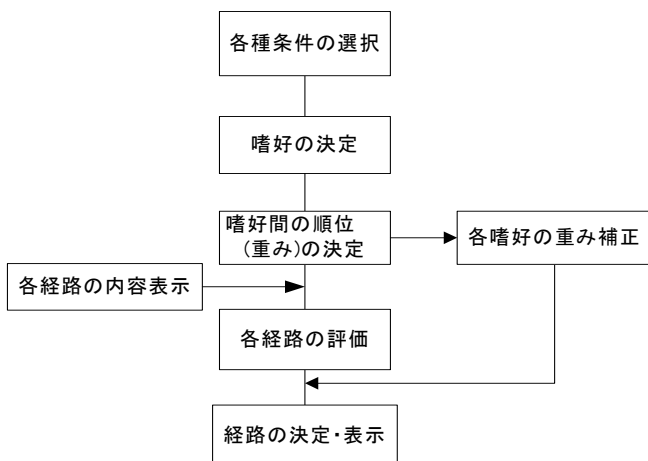 各種条件の選択
嗜好の決定
嗜好間の順位
(重み)の決定
各嗜好の重み補正
各経路の内容表示
各経路の評価
経路の決定・表示